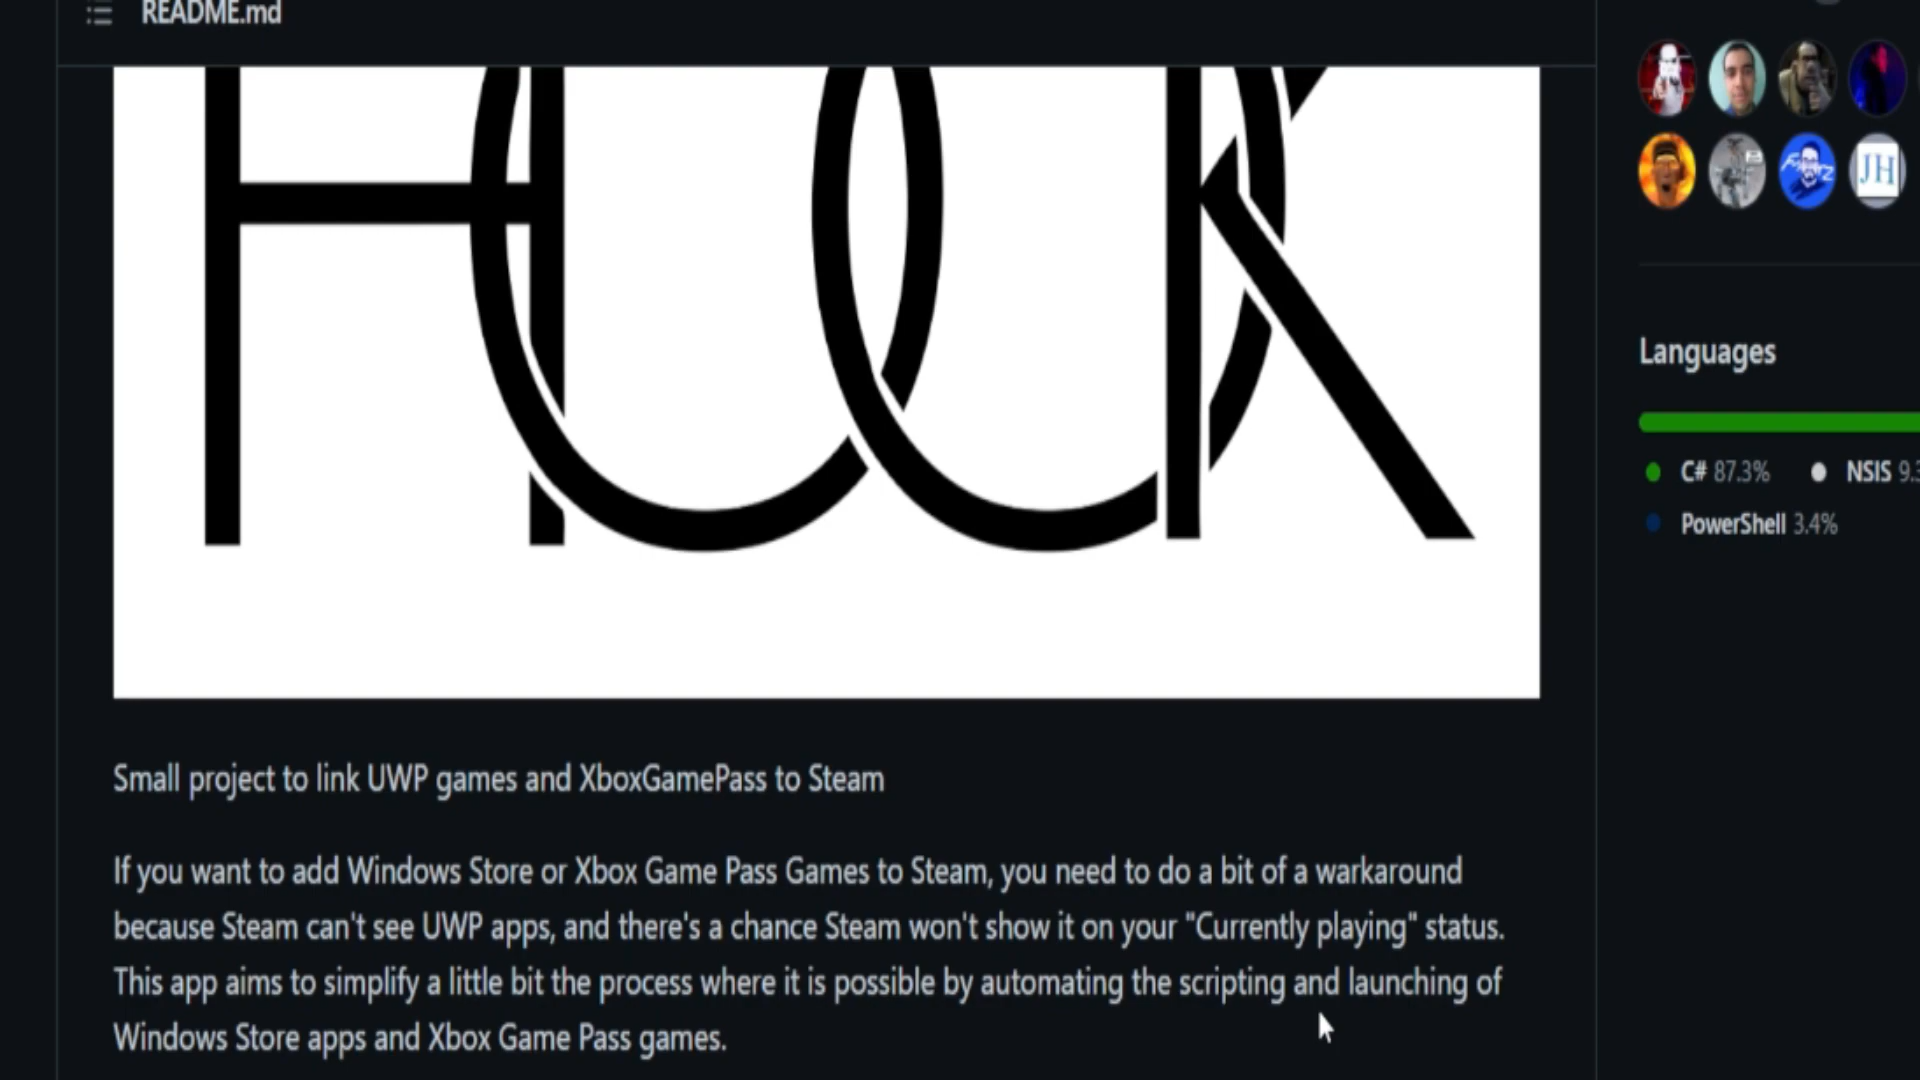 README.md
HOOK
Small project to link UWP games and XboxGamePass to Steam
If you want to add Windows Store or Xbox Game Pass Games to Steam, you need to do a bit of a warkaround
because Steam can't see UWP apps, and there's a chance Steam won't show it on your "Currently playing" status.
This app aims to simplify a little bit the process where it is possible by automating the scripting and launching of
Windows Store apps and Xbox Game Pass games.
JH
Languages
C# 87.3% NSIS 9.3
PowerShell 3.4%